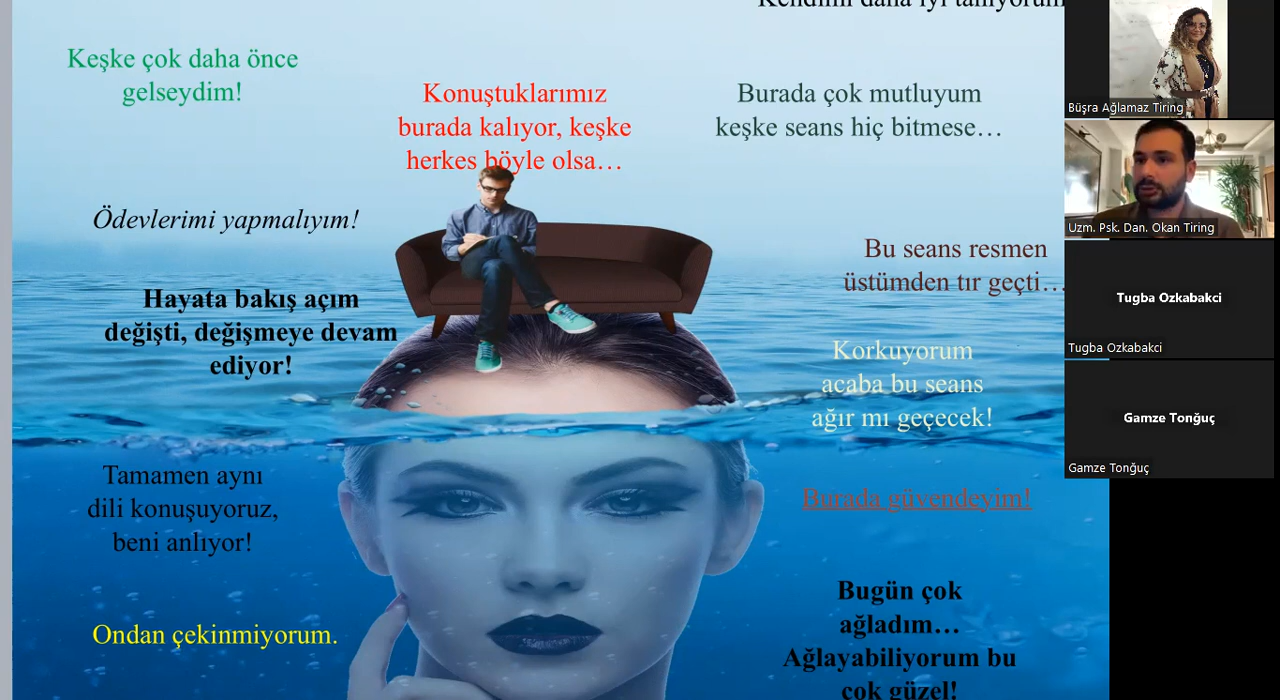 Kendimi daha iyi tanıyorum
Keşke çok daha önce
gelseydim!
Konuştuklarımız
burada kalıyor, keşke
herkes böyle olsa…
Burada çok mutluyum
keşke seans hiç bitmese…
Ödevlerimi yapmalıyım!
Bu seans resmen
üstümden tır geçti…
Hayata bakış açım
değişti, değişmeye devam
ediyor!
Korkuyorum
acaba bu seans
ağır mı geçecek!
Tamamen aynı
dili konuşuyoruz,
beni anlıyor!
Burada güvendeyim!
Ondan çekinmiyorum.
Bugün çok
ağladım…
Ağlayabiliyorum bu
çok güzel!
Büşra Ağlamaz Tiring
Uzm. Psk. Dan. Okan Tiring
Tugba Ozkabakci
Tugba Ozkabakci
Gamze Tonğuç
Gamze Tonğuç